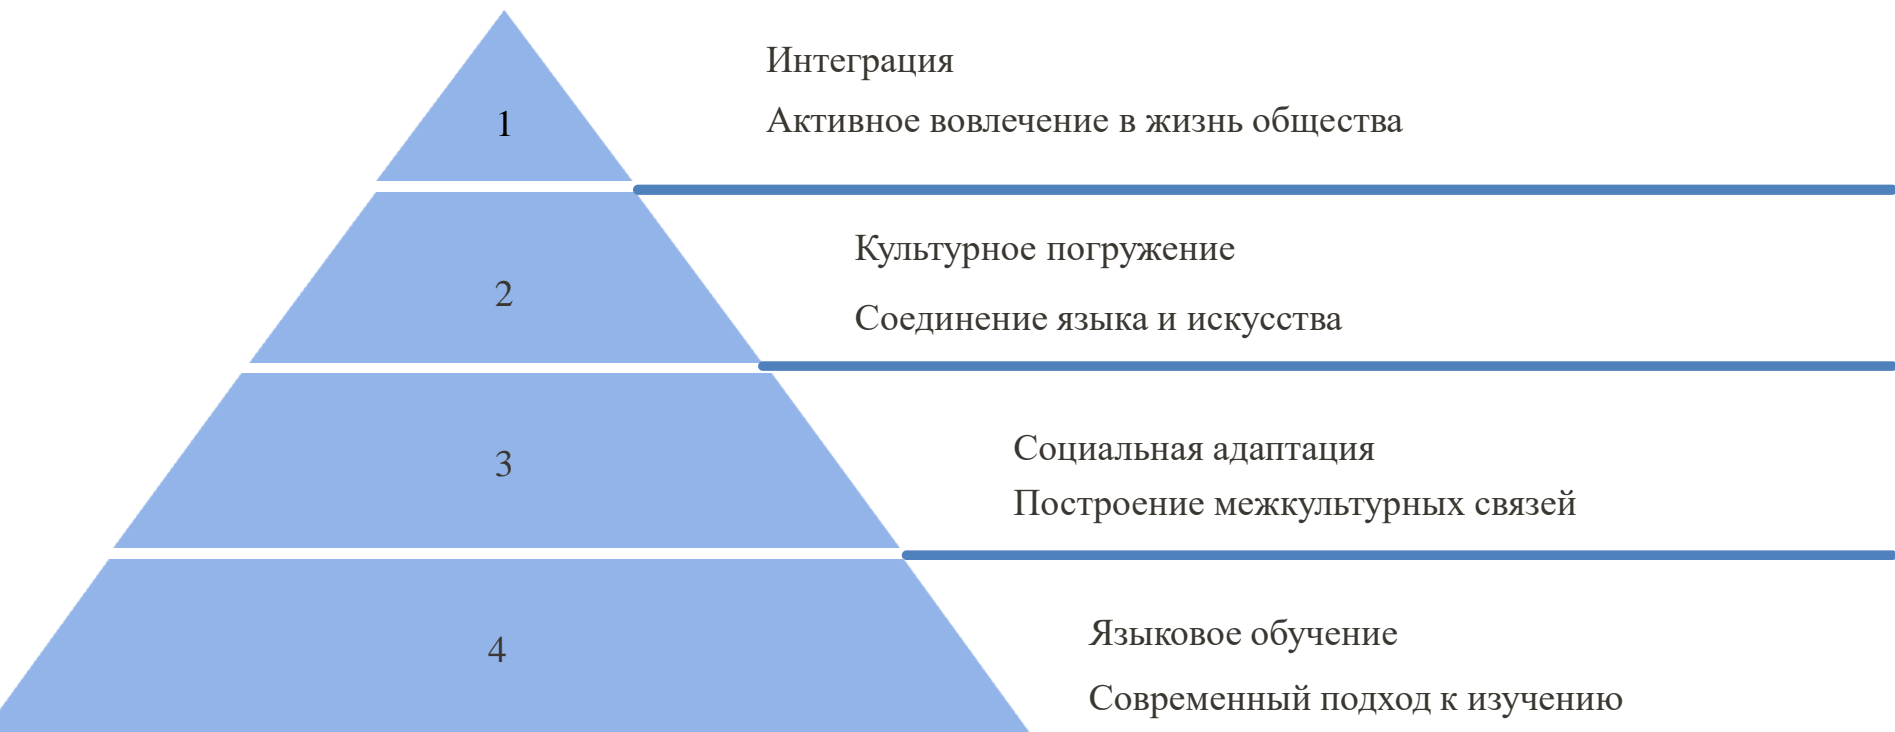 1
Интеграция
Активное вовлечение в жизнь общества
2
Культурное погружение
Соединение языка и искусства
3
Социальная адаптация
Построение межкультурных связей
4
Языковое обучение
Современный подход к изучению